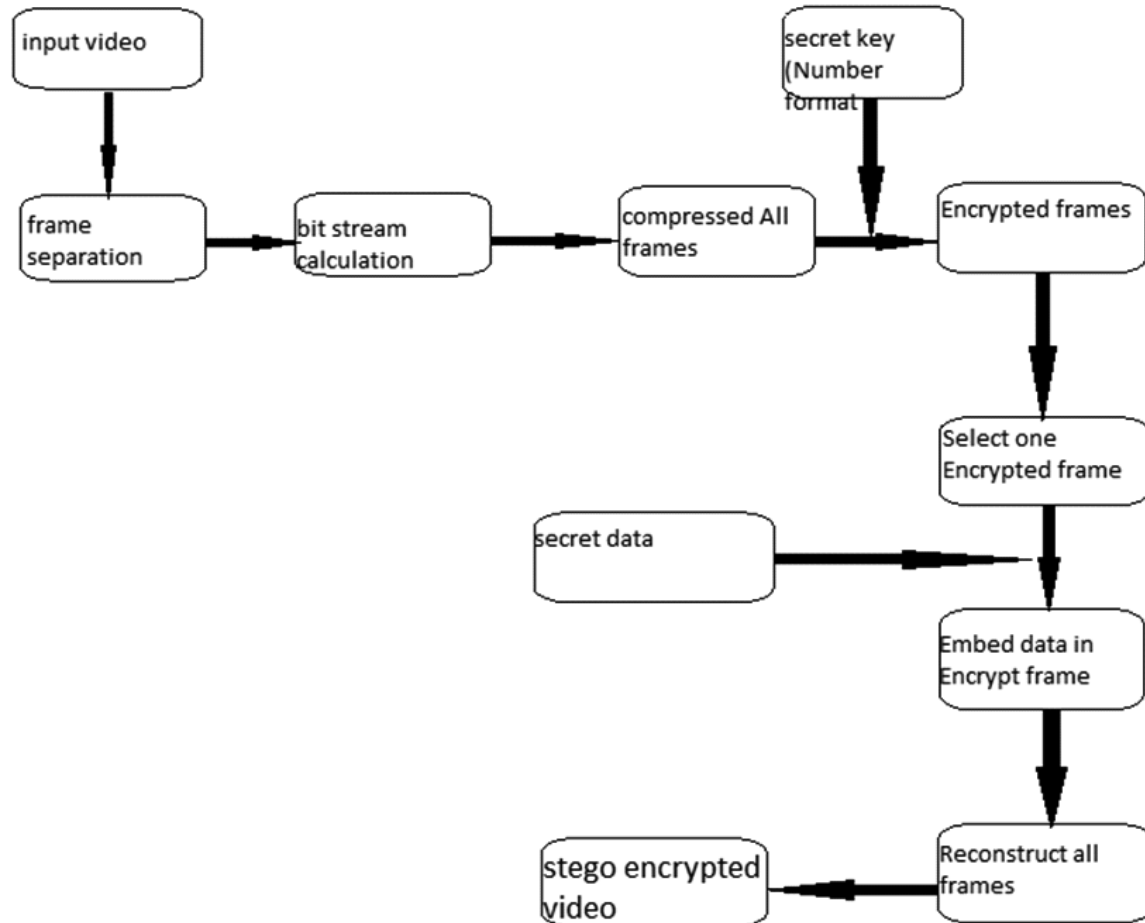 input video
secret key
(Number
format
frame
separation
bit stream
calculation
compressed All
frames
Encrypted frames
Select one
Encrypted frame
secret data
Embed data in
Encrypt frame
Reconstruct all
frames
stego encrypted
video